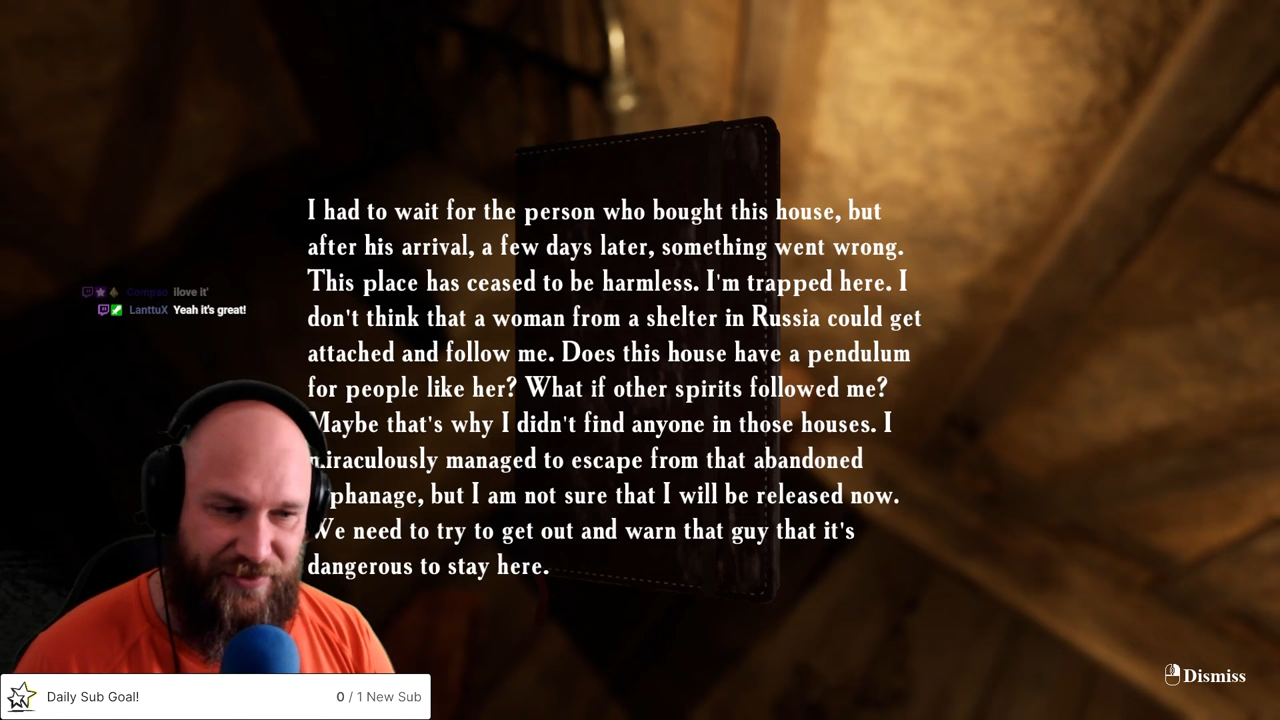 I had to wait for the person who bought this house, but
after his arrival, a few days later, something went wrong.
This place has ceased to be harmless. I'm trapped here. I
don't think that a woman from a shelter in Russia could get
attached and follow me. Does this house have a pendulum
for people like her? What if other spirits followed me?
Maybe that's why I didn't find anyone in those houses. I
miraculously managed to escape from that abandoned
phanage, but I am not sure that I will be released now.
We need to try to get out and warn that guy that it's
dangerous to stay here.
Compso ilove it'
LanttuX Yeah it's great!
Dismiss
Daily Sub Goal! 0 / 1 New Sub